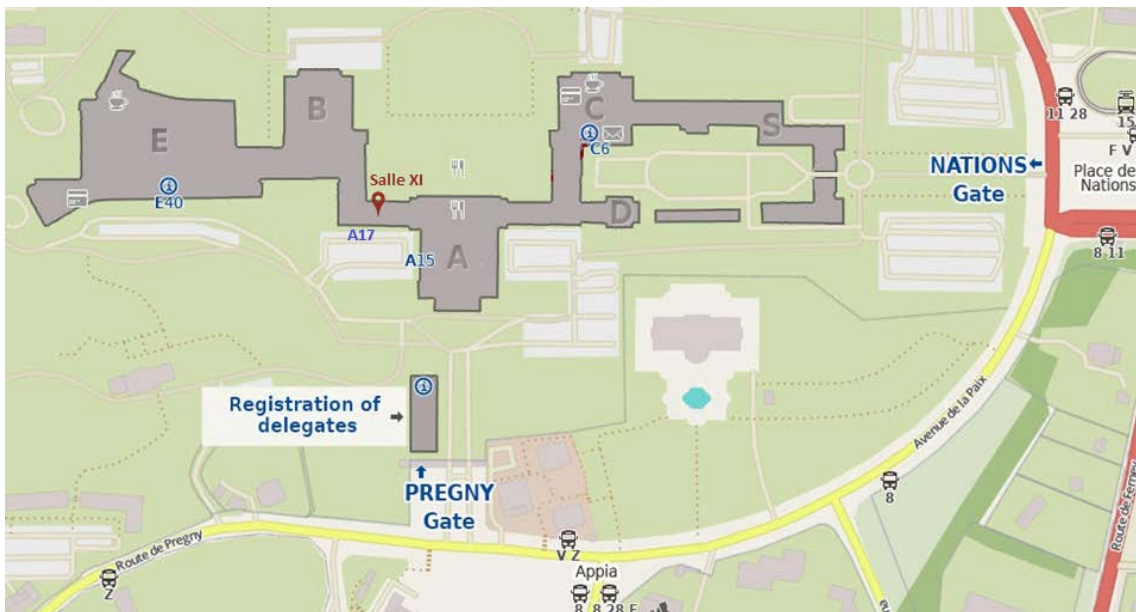 B
C
E
S
11 28
15
F V
C6
NATIONS
Gate
Place de
Nations
Salle XI
E40
A17
D
A15
A
8 11
Registration of
delegates
Avenue de la Paix
PREGNY
Gate
8
Route de Ferney
Route de Pregny
V Z
Appia
Z
8
8 28 F